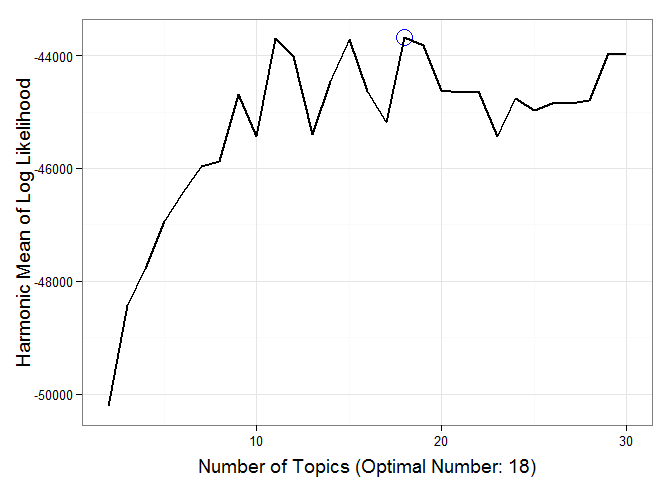 Harmonic Mean of Log Likelihood
-44000
-46000
-48000
-50000
10 20 30
Number of Topics (Optimal Number: 18)